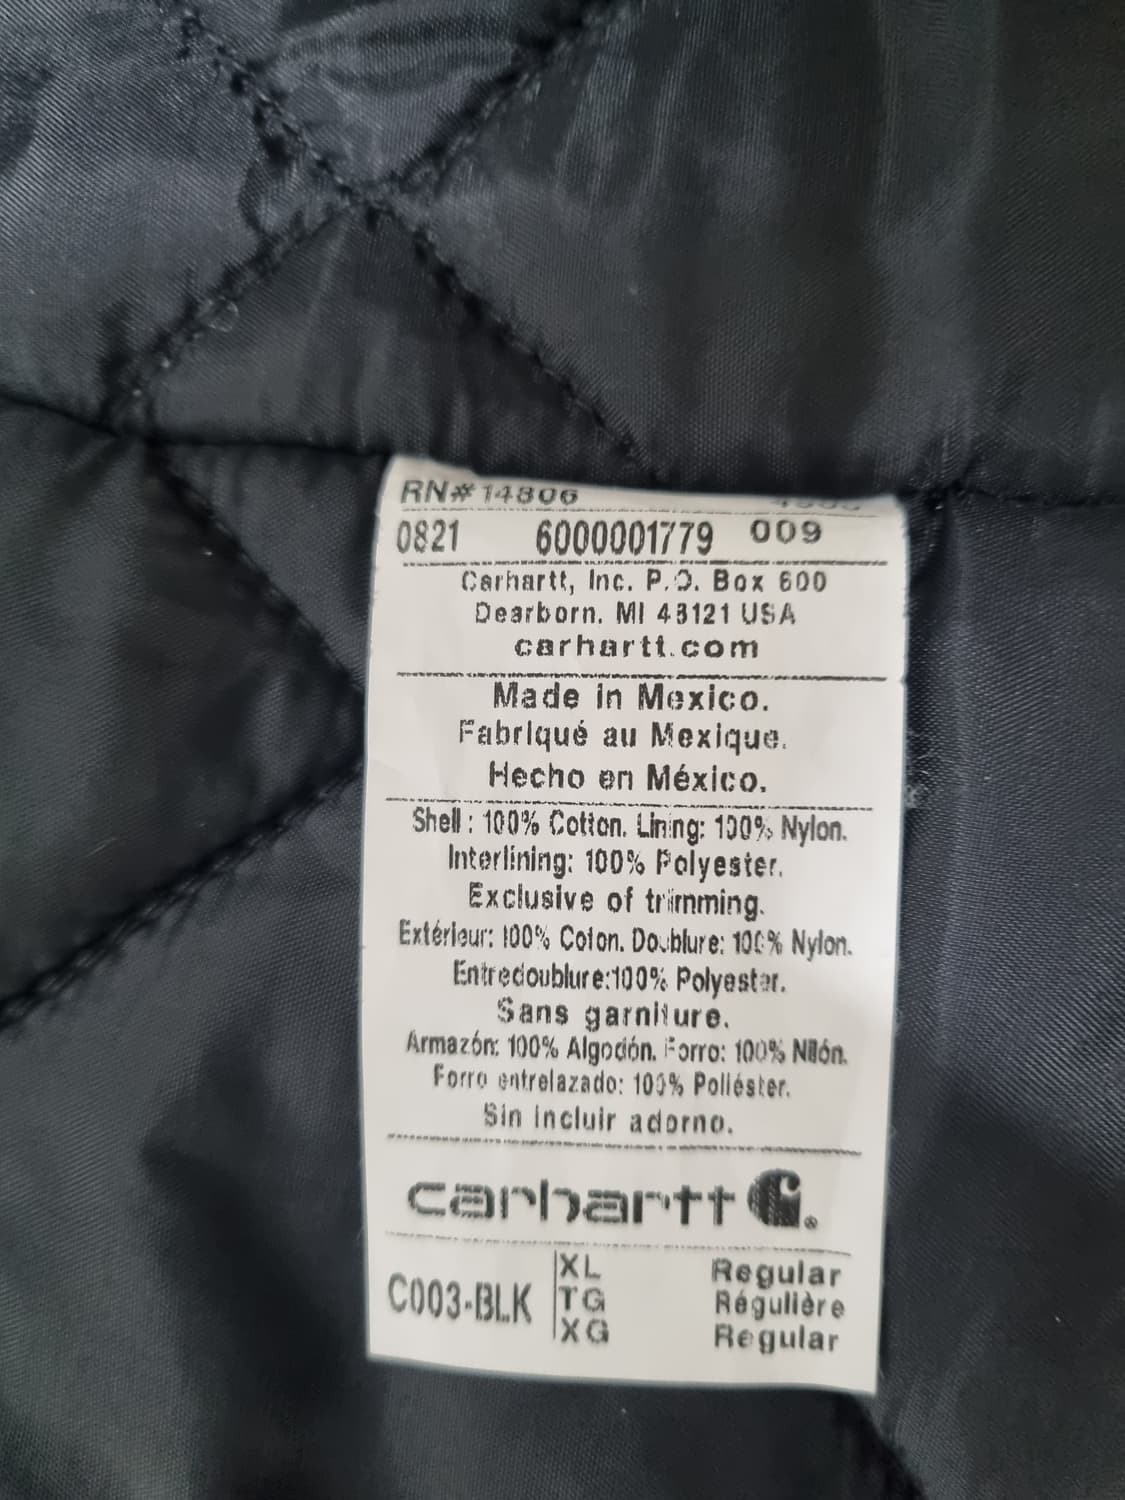 RN#14806
0821 6000001779 009
Carhartt, Inc. P.O. Box 600
Dearborn. MI 48121 USA
carhartt.com
Made in Mexico.
Fabriqué au Mexique.
Hecho en México.
Shell : 100% Cotton. Lining: 100% Nylon.
Interlining: 100% Polyester.
Exclusive of trimming.
Extérieur: 100% Coton. Doublure: 100% Nylon.
Entredoublure:100% Polyester.
Sans garniture.
Armazón: 100% Algodón. Forro: 100% Nilón.
Forro entrelazado: 100% Poliéster.
Sin incluir adorno.
carhartt
C003-BLK XL Regular
TG Régulière
XG Regular